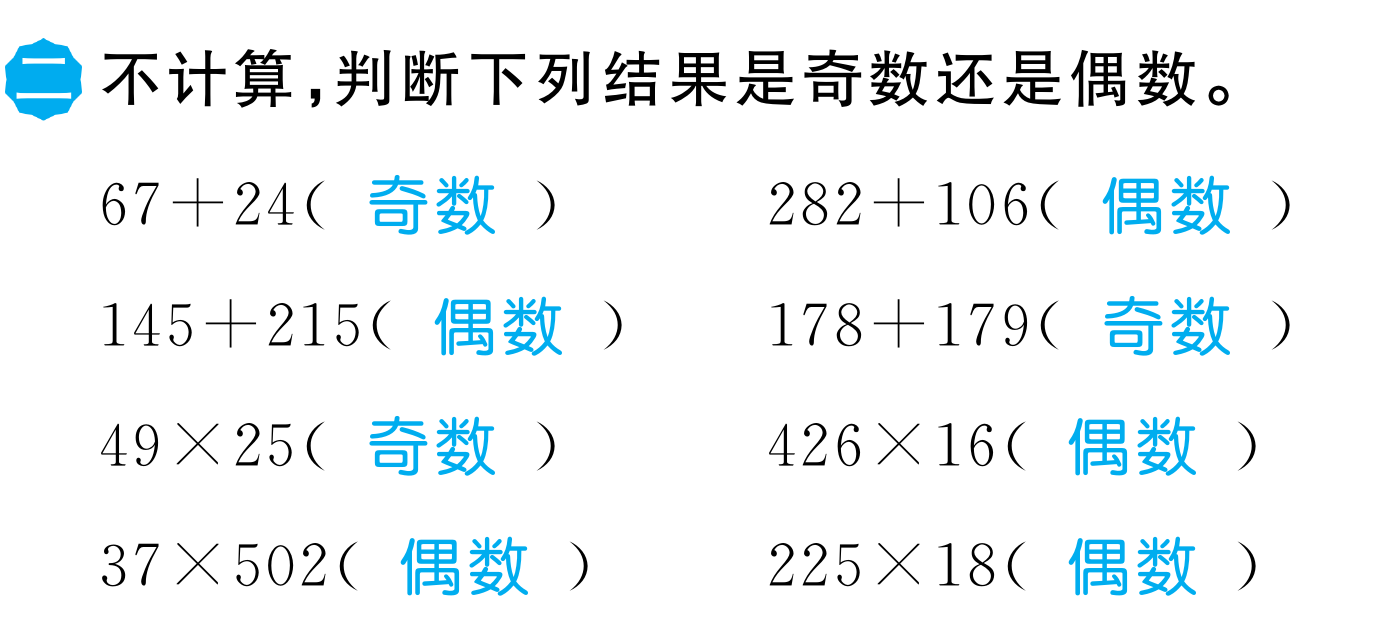 二 不计算,判断下列结果是奇数还是偶数。
67+24( 奇数 ) 282+106( 偶数 )
145+215( 偶数 ) 178+179( 奇数 )
49×25( 奇数 ) 426×16( 偶数 )
37×502( 偶数 ) 225×18( 偶数 )